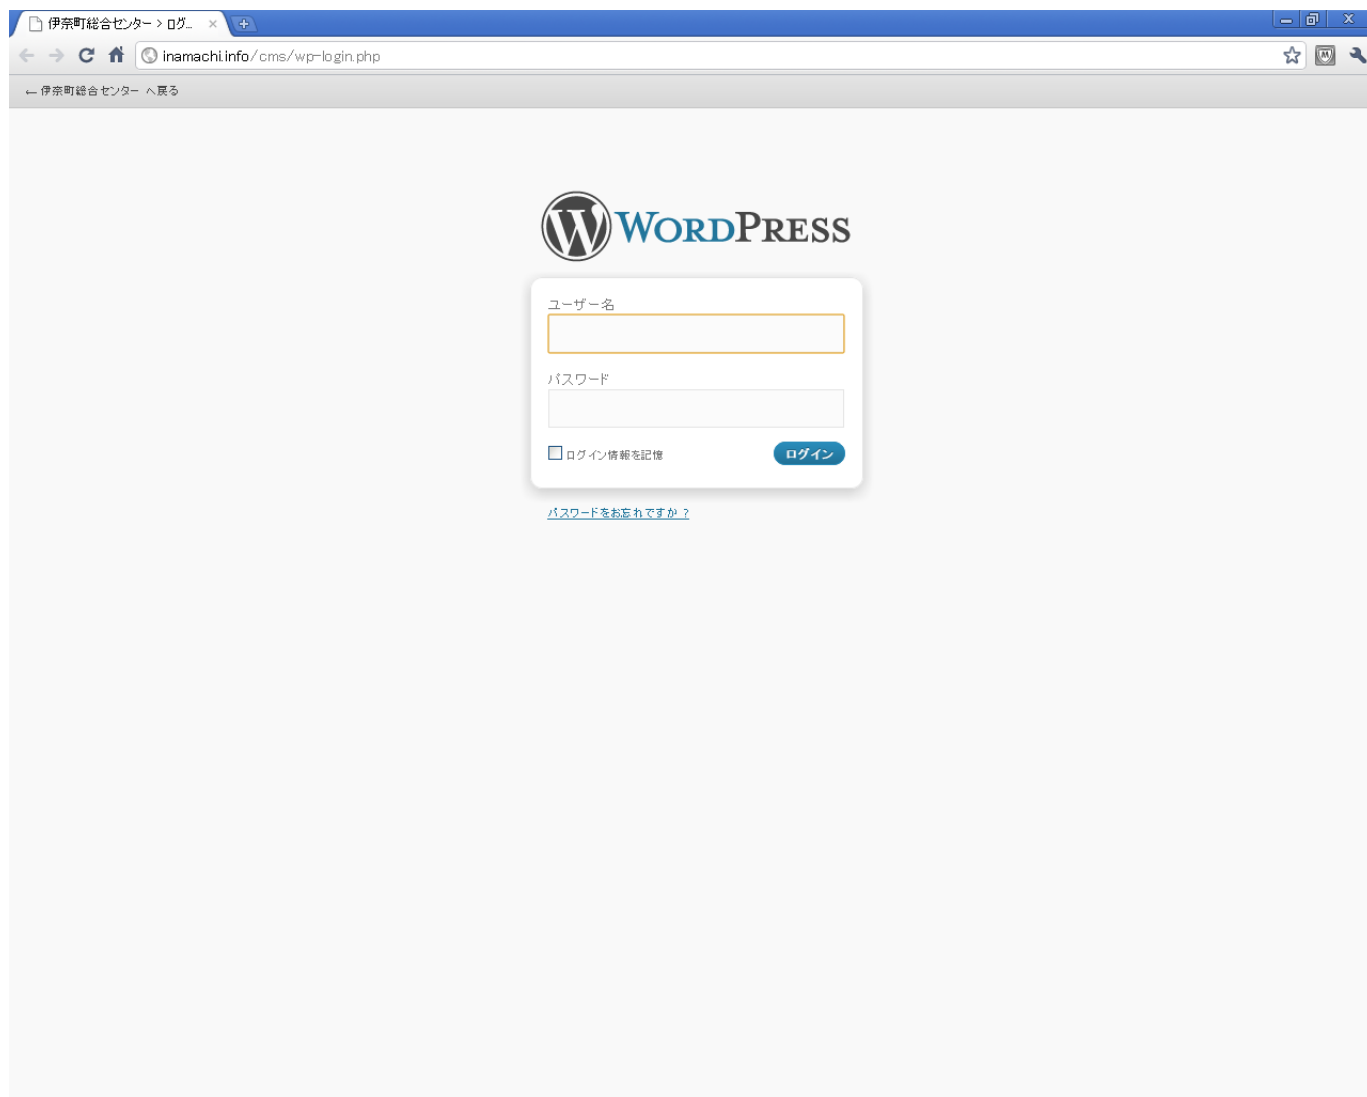 伊奈町総合センター > ログ...
inamachi.info/cms/wp-login.php
← 伊奈町総合センター へ戻る
WORDPRESS
ユーザー名
パスワード
ログイン情報を記憶
ログイン
パスワードをお忘れですか ?